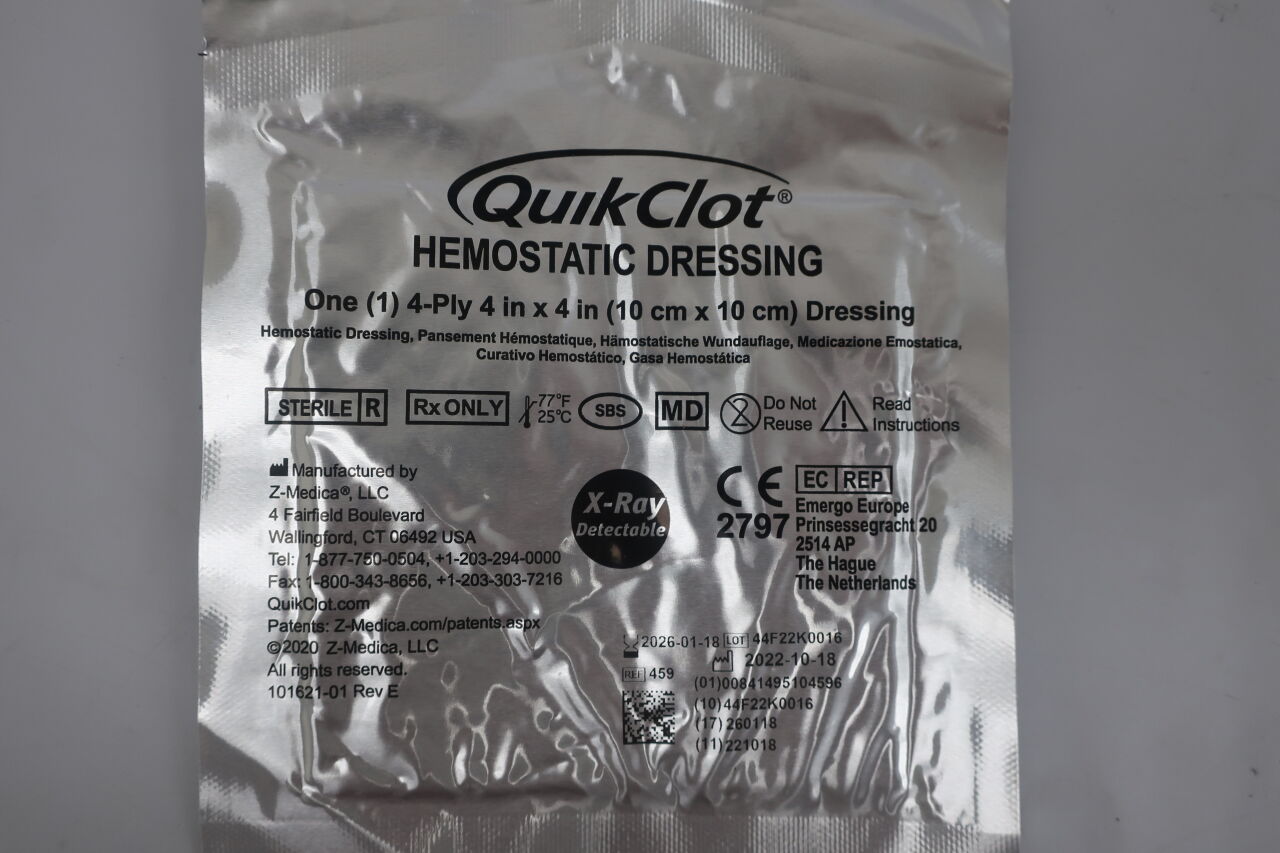 QuikClot®
HEMOSTATIC DRESSING
One (1) 4-Ply 4 in x 4 in (10 cm x 10 cm) Dressing
Hemostatic Dressing, Pansement Hémostatique, Hämostatische Wundauflage, Medicazione Emostatica,
Curativo Hemostático, Gasa Hemostática
STERILE R Rx ONLY 77°F 25°C SBS MD 2 Do Not Reuse ! Read Instructions
Manufactured by
Z-Medica®, LLC
4 Fairfield Boulevard
Wallingford, CT 06492 USA
Tel: 1-877-750-0504, +1-203-294-0000
Fax: 1-800-343-8656, +1-203-303-7216
QuikClot.com
Patents: Z-Medica.com/patents.aspx
©2020 Z-Medica, LLC
All rights reserved.
101621-01 Rev E
X-Ray
Detectable
CE
2797
EC REP
Emergo Europe
Prinsessegracht 20
2514 AP
The Hague
The Netherlands
2026-01-18 LOT 44F22K0016
2022-10-18
REF 459
(01)00841495104596
(10)44F22K0016
(17)260118
(11)221018